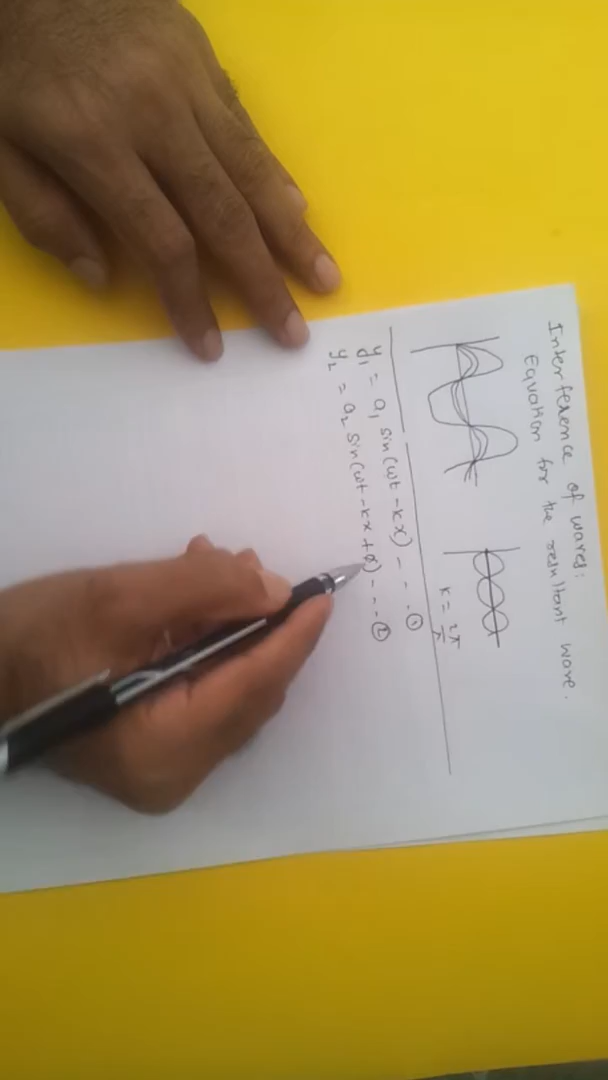 Interference of waves:
Equation for the resultant wave.
K = 2π/λ
y₁ = a₁ sin(ωt - kx) - - - ①
y₂ = a₂ sin(ωt - kx + ø) - - - ②